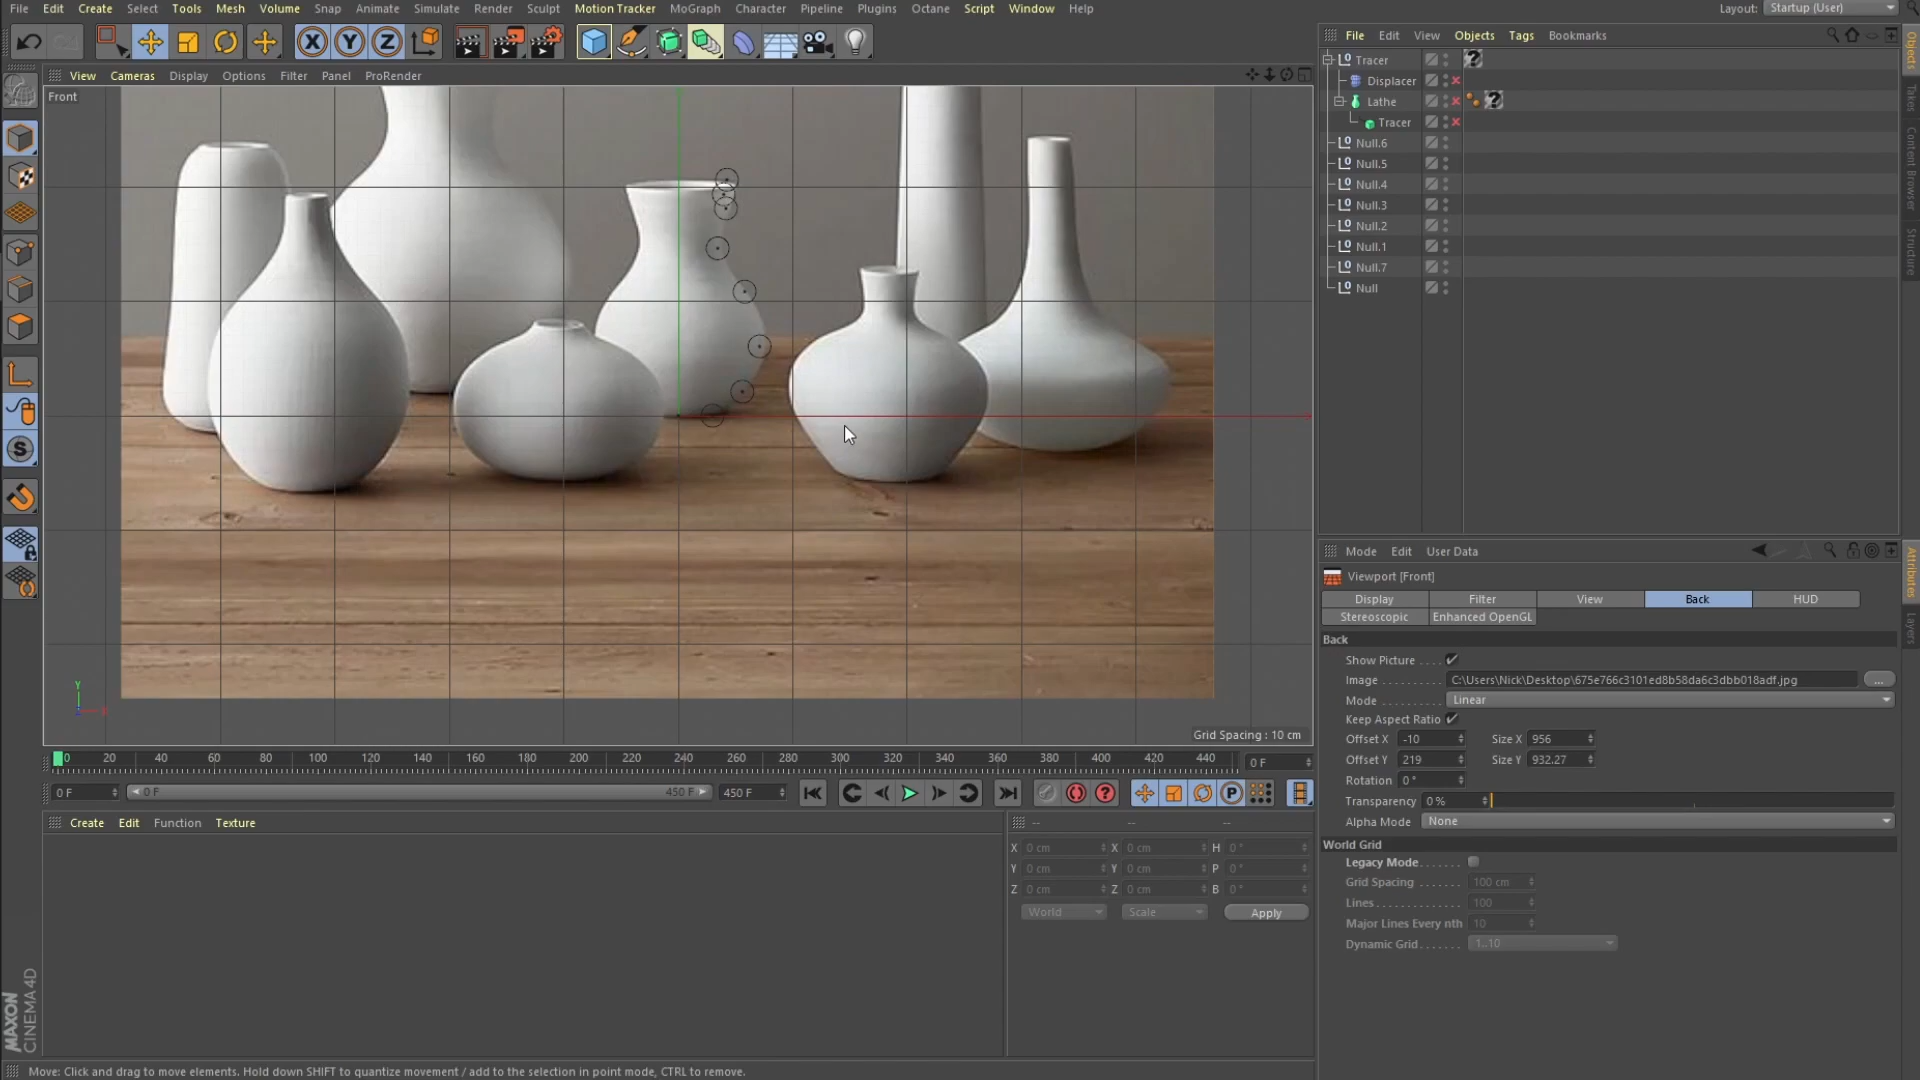 File Edit Create Select Tools Mesh Volume Snap Animate Simulate Render Sculpt Motion Tracker MoGraph Character Pipeline Plugins Octane Script Window Help Layout: Startup (User)
File Edit View Objects Tags Bookmarks
View Cameras Display Options Filter Panel ProRender
Front
Tracer
Displacer
Lathe
Tracer
Null.6
Null.5
Null.4
Null.3
Null.2
Null.1
Null.7
Null
Objects
Takes
Content Browser
Structure
Y
Grid Spacing : 10 cm
Mode Edit User Data
Viewport [Front]
Display Filter View Back HUD
Stereoscopic Enhanced OpenGL
Back
Show Picture
Image C:\Users\Nick\Desktop\675e766c3101ed8b58da6c3dbb018adf.jpg ...
Mode Linear
Keep Aspect Ratio
Offset X -10 Size X 956
Offset Y 219 Size Y 932.27
Rotation 0°
Transparency 0 %
Alpha Mode None
World Grid
Legacy Mode
Grid Spacing 100 cm
Lines 100
Major Lines Every nth 10
Dynamic Grid 1..10
Attributes
Layers
0 20 40 60 80 100 120 140 160 180 200 220 240 260 280 300 320 340 360 380 400 420 440 0 F
0 F 0 F 450 F 450 F
Create Edit Function Texture
-- -- --
X 0 cm X 0 cm H 0°
Y 0 cm Y 0 cm P 0°
Z 0 cm Z 0 cm B 0°
World Scale Apply
MAXON
CINEMA 4D
Move: Click and drag to move elements. Hold down SHIFT to quantize movement / add to the selection in point mode, CTRL to remove.